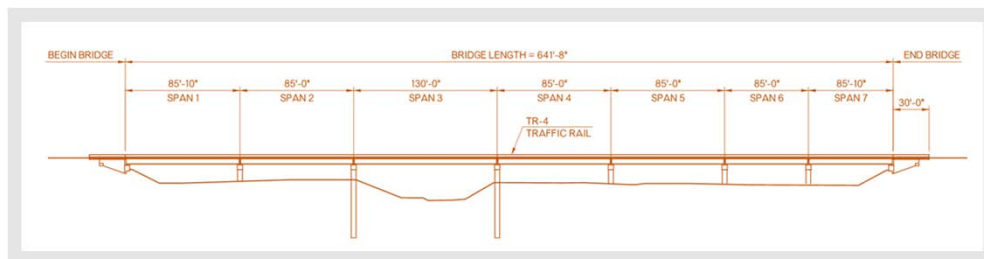 BEGIN BRIDGE
BRIDGE LENGTH = 641'-8"
END BRIDGE
85'-10"
SPAN 1
85'-0"
SPAN 2
130'-0"
SPAN 3
85'-0"
SPAN 4
85'-0"
SPAN 5
85'-0"
SPAN 6
85'-10"
SPAN 7
30'-0"
TR-4
TRAFFIC RAIL